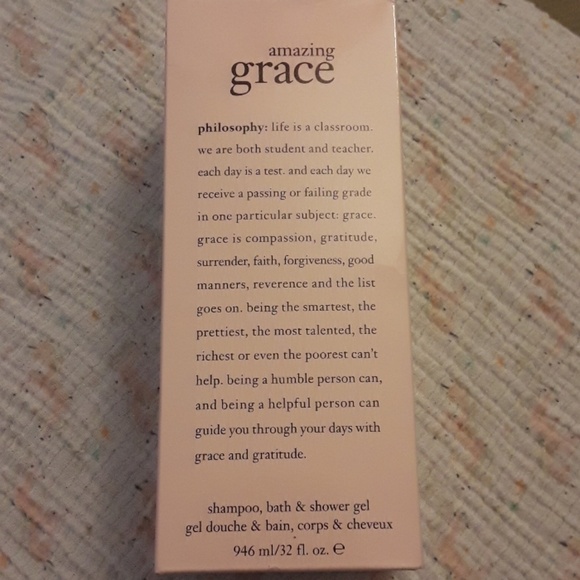 amazing
grace
philosophy: life is a classroom.
we are both student and teacher.
each day is a test. and each day we
receive a passing or failing grade
in one particular subject: grace.
grace is compassion, gratitude,
surrender, faith, forgiveness, good
manners, reverence and the list
goes on. being the smartest, the
prettiest, the most talented, the
richest or even the poorest can't
help. being a humble person can,
and being a helpful person can
guide you through your days with
grace and gratitude.
shampoo, bath & shower gel
gel douche & bain, corps & cheveux
946 ml/32 fl. oz. ℮